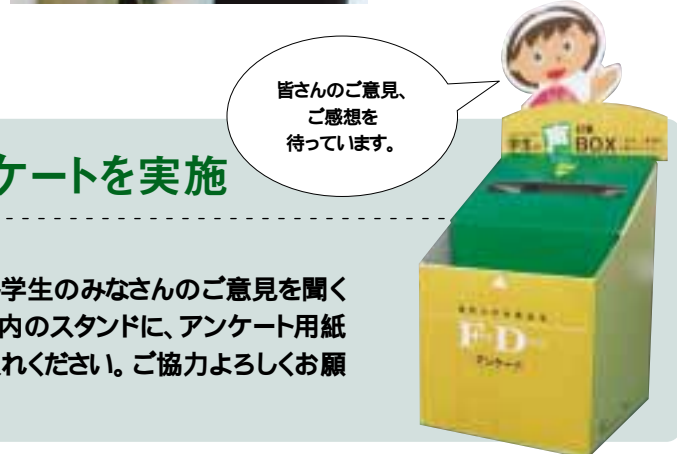 皆さんのご意見、
ご感想を
待っています。
学生の声 BOX
ケートを実施
学生のみなさんのご意見を聞く
内のスタンドに、アンケート用紙
れください。ご協力よろしくお願
F D
アンケート